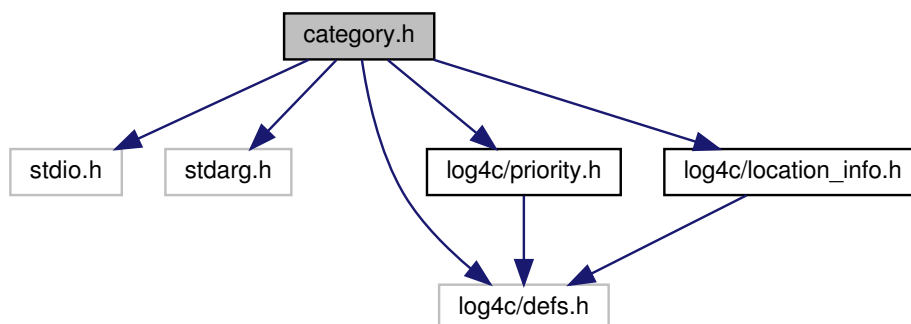 category.h
stdio.h
stdarg.h
log4c/priority.h
log4c/location_info.h
log4c/defs.h